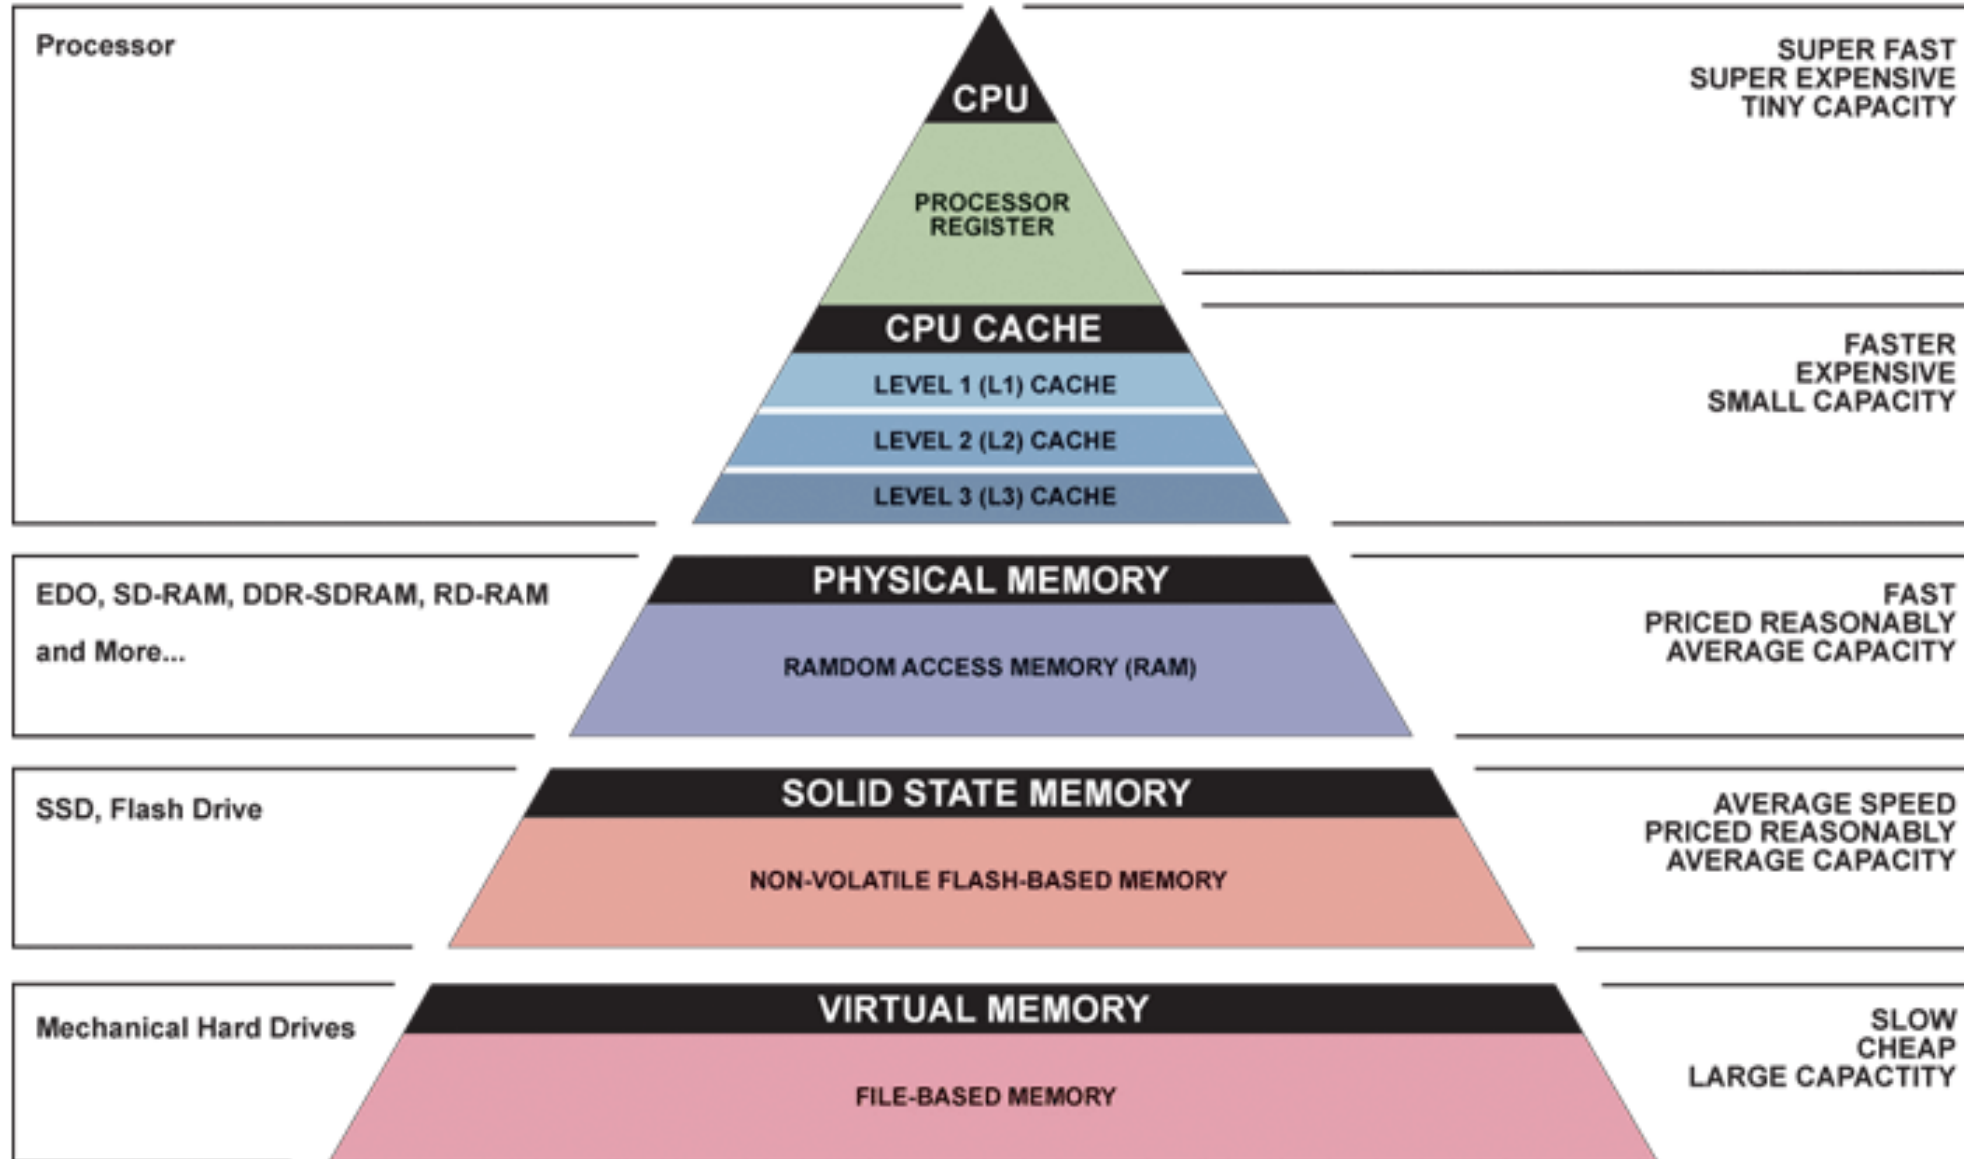 Processor
CPU
SUPER FAST
SUPER EXPENSIVE
TINY CAPACITY
PROCESSOR
REGISTER
CPU CACHE
LEVEL 1 (L1) CACHE
LEVEL 2 (L2) CACHE
LEVEL 3 (L3) CACHE
FASTER
EXPENSIVE
SMALL CAPACITY
EDO, SD-RAM, DDR-SDRAM, RD-RAM
and More...
PHYSICAL MEMORY
RAMDOM ACCESS MEMORY (RAM)
FAST
PRICED REASONABLY
AVERAGE CAPACITY
SSD, Flash Drive
SOLID STATE MEMORY
NON-VOLATILE FLASH-BASED MEMORY
AVERAGE SPEED
PRICED REASONABLY
AVERAGE CAPACITY
Mechanical Hard Drives
VIRTUAL MEMORY
FILE-BASED MEMORY
SLOW
CHEAP
LARGE CAPACTITY